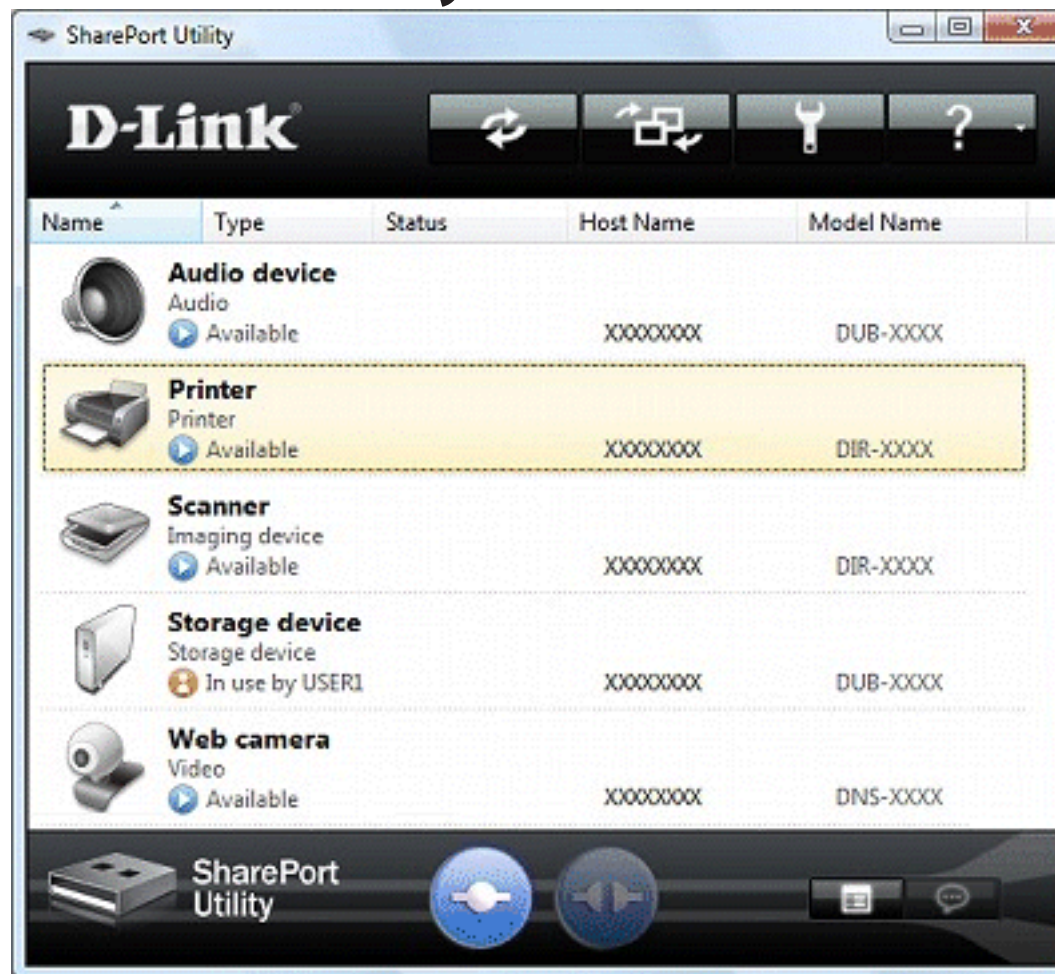 SharePort Utility
D-Link
?
Name Type Status Host Name Model Name
Audio device
Audio
Available XXXXXXXX DUB-XXXX
Printer
Printer
Available XXXXXXXX DIR-XXXX
Scanner
Imaging device
Available XXXXXXXX DIR-XXXX
Storage device
Storage device
In use by USER1 XXXXXXXX DUB-XXXX
Web camera
Video
Available XXXXXXXX DNS-XXXX
SharePort
Utility